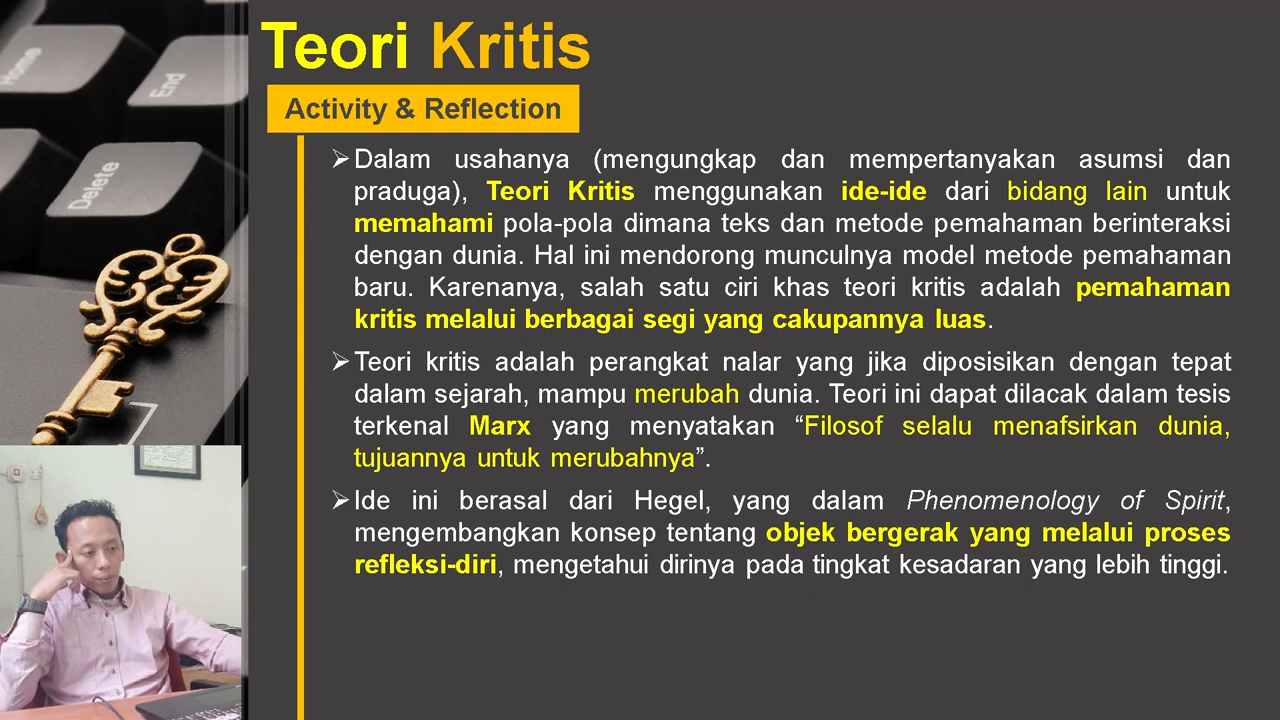 Home
End
Delete
Teori Kritis
Activity & Reflection
➢Dalam usahanya (mengungkap dan mempertanyakan asumsi dan
praduga), Teori Kritis menggunakan ide-ide dari bidang lain untuk
memahami pola-pola dimana teks dan metode pemahaman berinteraksi
dengan dunia. Hal ini mendorong munculnya model metode pemahaman
baru. Karenanya, salah satu ciri khas teori kritis adalah pemahaman
kritis melalui berbagai segi yang cakupannya luas.
➢Teori kritis adalah perangkat nalar yang jika diposisikan dengan tepat
dalam sejarah, mampu merubah dunia. Teori ini dapat dilacak dalam tesis
terkenal Marx yang menyatakan “Filosof selalu menafsirkan dunia,
tujuannya untuk merubahnya”.
➢Ide ini berasal dari Hegel, yang dalam Phenomenology of Spirit,
mengembangkan konsep tentang objek bergerak yang melalui proses
refleksi-diri, mengetahui dirinya pada tingkat kesadaran yang lebih tinggi.